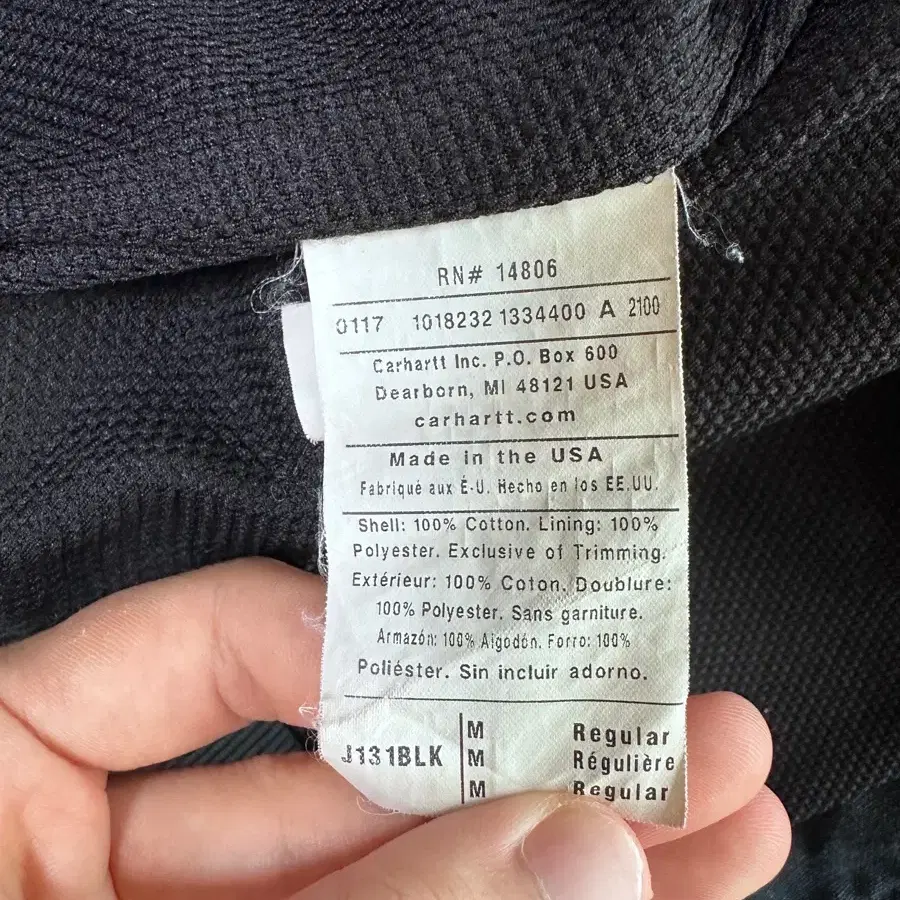 RN# 14806
0117 1018232 1334400 A 2100
Carhartt Inc. P.O. Box 600
Dearborn, MI 48121 USA
carhartt.com
Made in the USA
Fabriqué aux É-U. Hecho en los EE.UU.
Shell: 100% Cotton. Lining: 100%
Polyester. Exclusive of Trimming.
Extérieur: 100% Coton. Doublure:
100% Polyester. Sans garniture.
Armazón: 100% Algodón. Forro: 100%
Poliéster. Sin incluir adorno.
M Regular
J131BLK M Régulière
M Regular